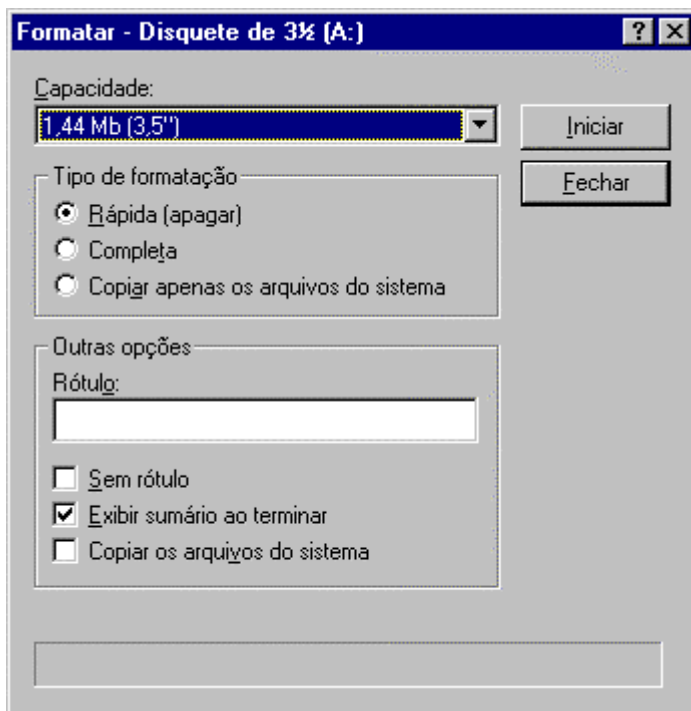 Formatar - Disquete de 3½ (A:)
Capacidade:
1,44 Mb (3,5")
Iniciar
Fechar
Tipo de formatação
Rápida (apagar)
Completa
Copiar apenas os arquivos do sistema
Outras opções
Rótulo:
Sem rótulo
Exibir sumário ao terminar
Copiar os arquivos do sistema